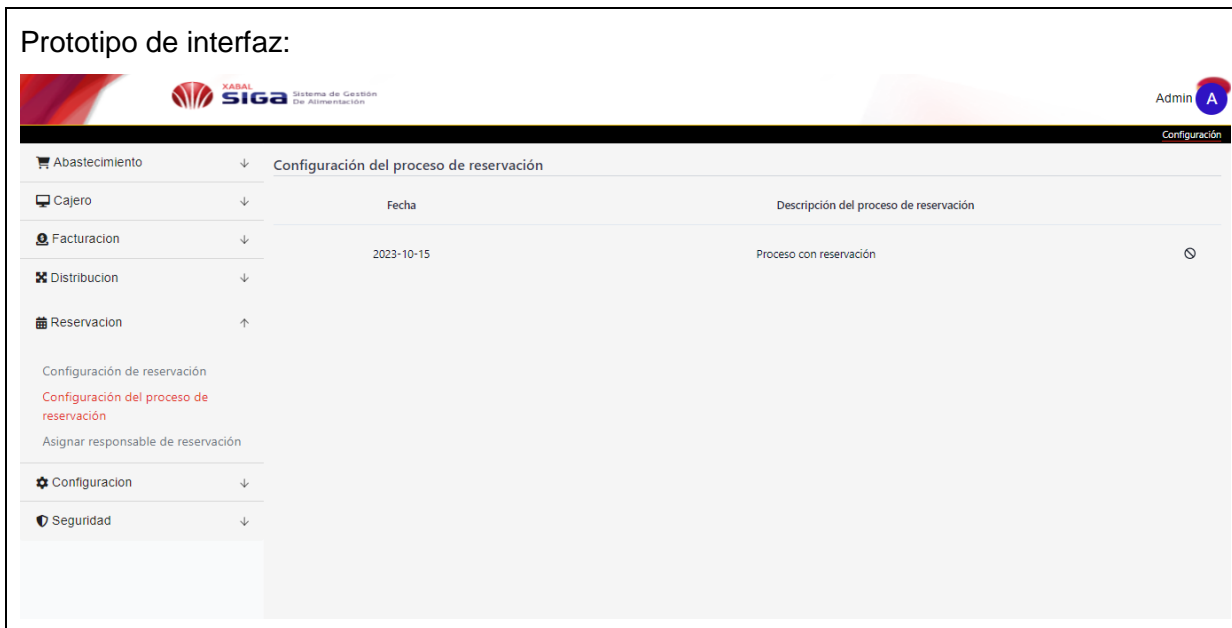 Prototipo de interfaz:
XABAL
SIGa Sistema de Gestión
De Alimentación
Admin A
Configuración
Abastecimiento
Cajero
Facturacion
Distribucion
Reservacion
Configuración de reservación
Configuración del proceso de
reservación
Asignar responsable de reservación
Configuracion
Seguridad
Configuración del proceso de reservación
Fecha Descripción del proceso de reservación
2023-10-15 Proceso con reservación